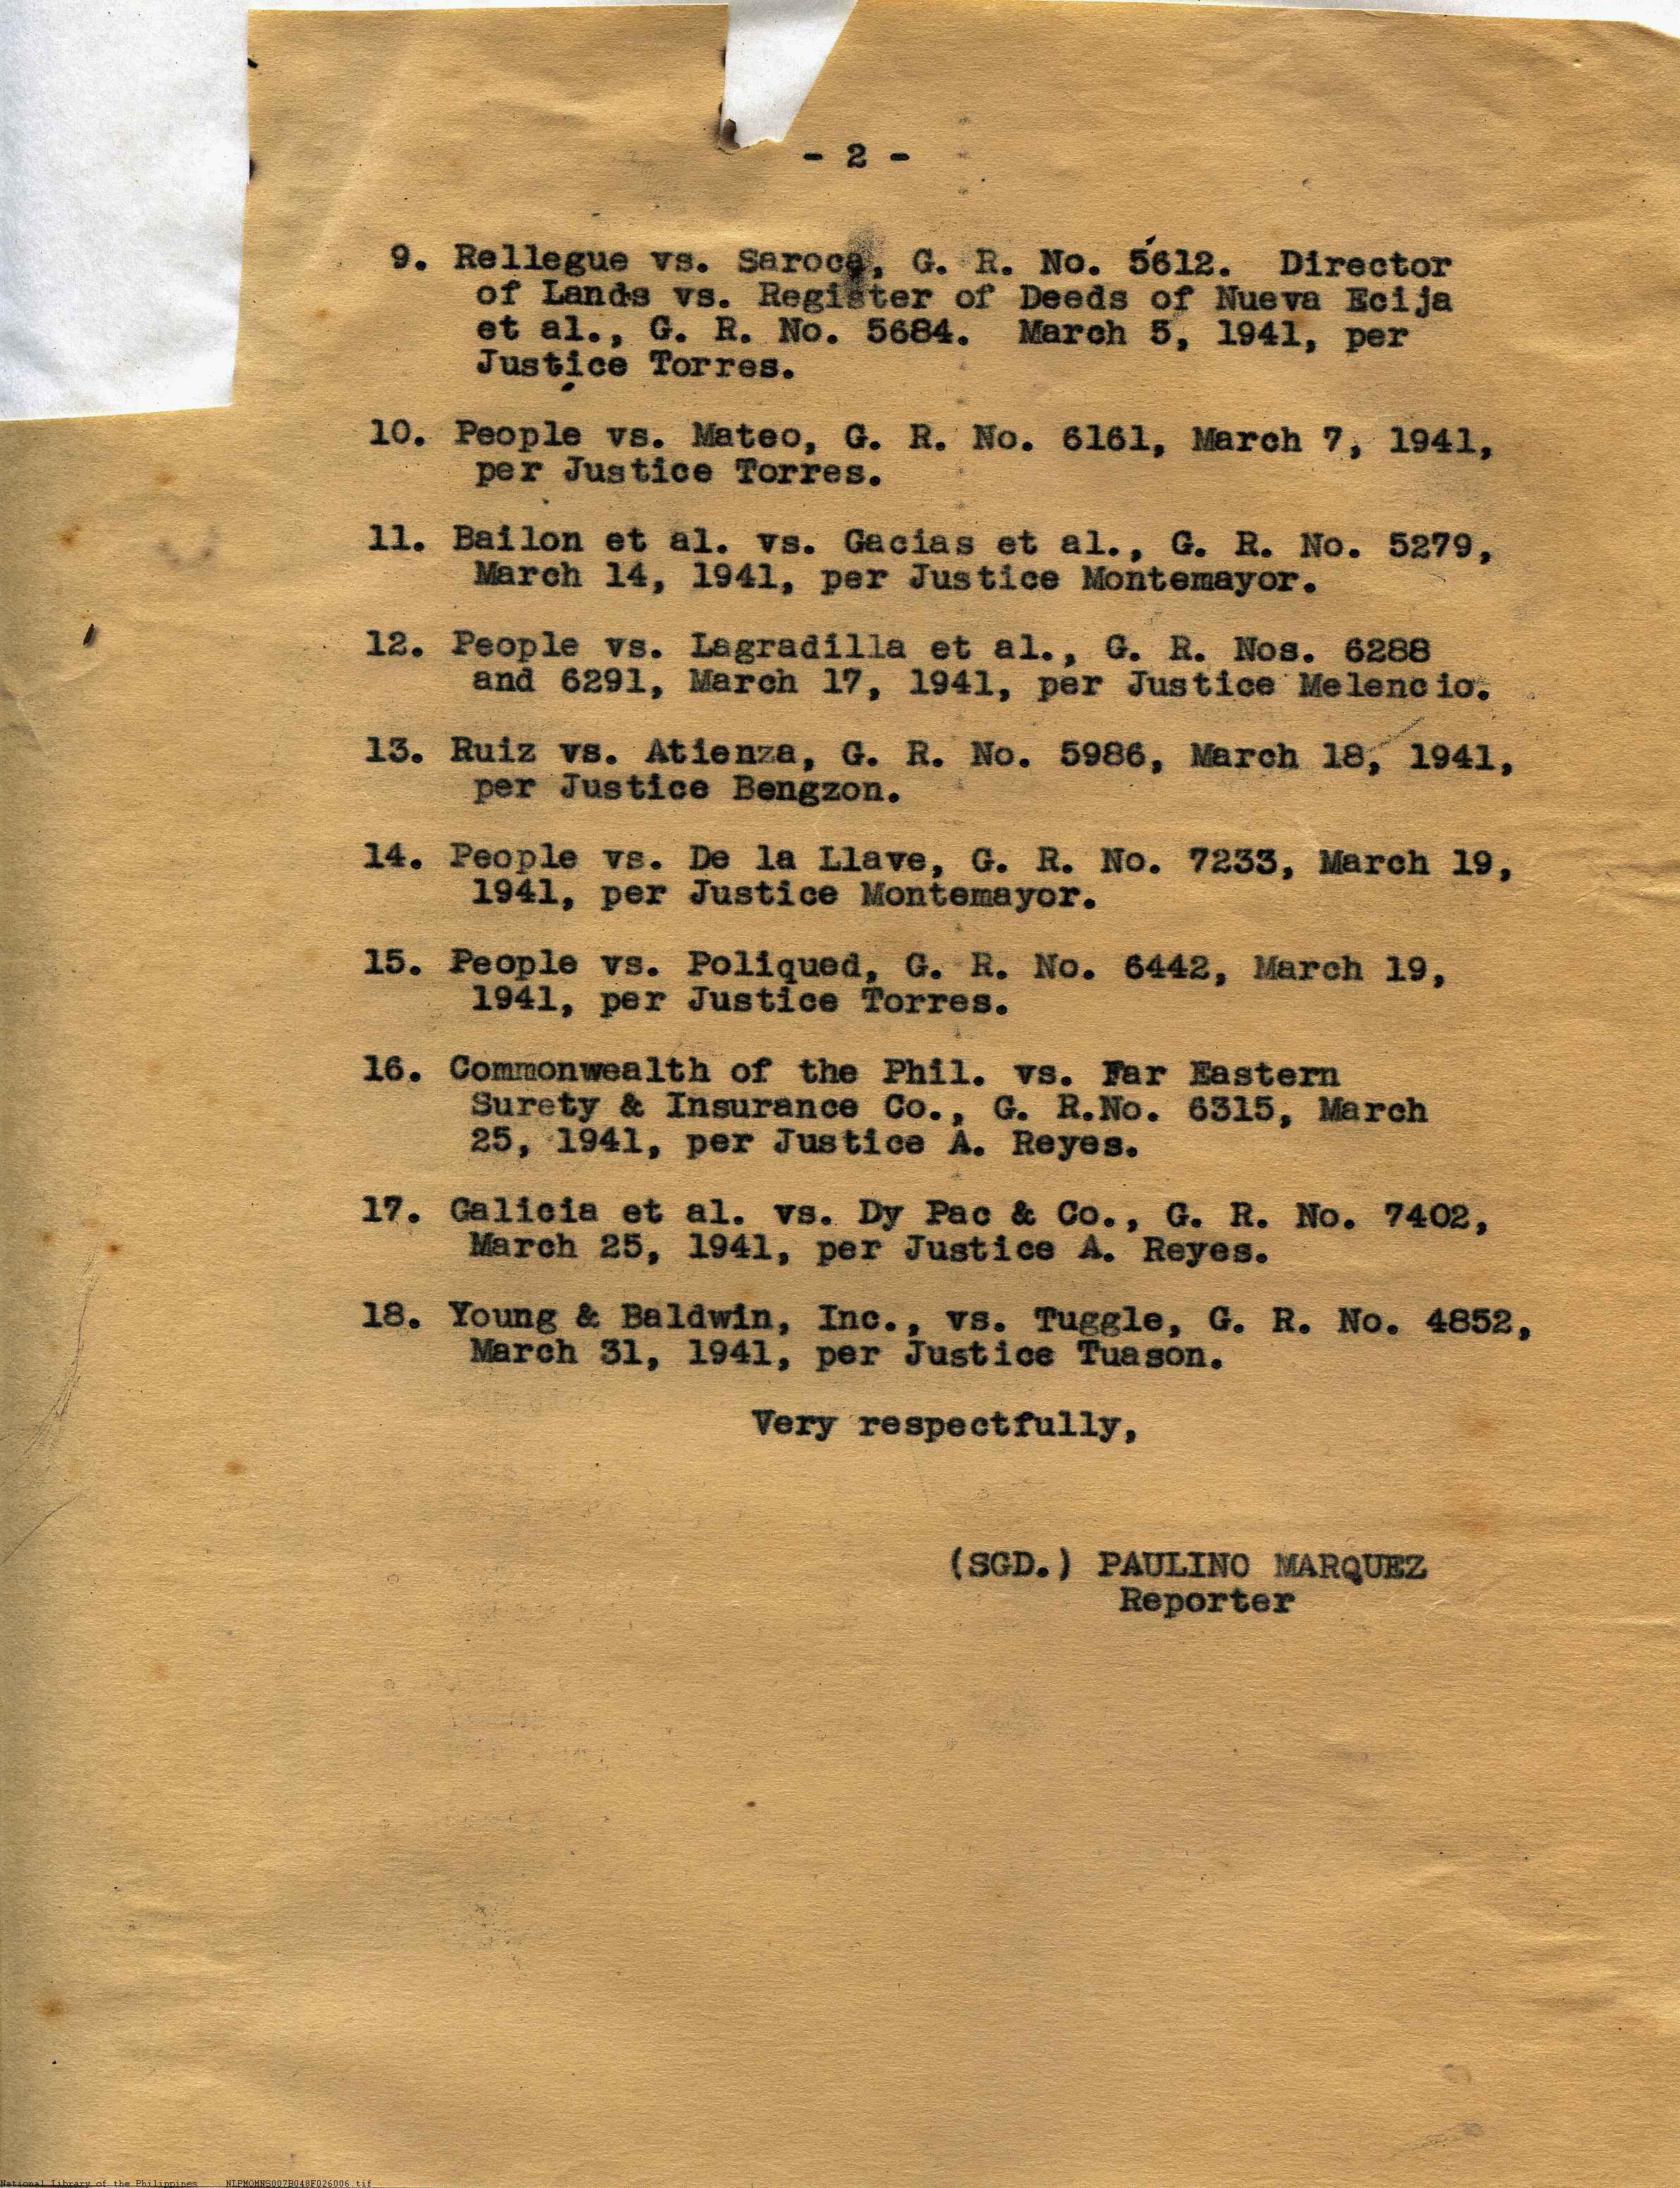 - 2 -
9. Rellegue vs. Saroca, G. R. No. 5612. Director
of Lands vs. Register of Deeds of Nueva Ecija
et al., G. R. No. 5684. March 5, 1941, per
Justice Torres.
10. People vs. Mateo, G. R. No. 6161, March 7, 1941,
per Justice Torres.
11. Bailon et al. vs. Gacias et al., G. R. No. 5279,
March 14, 1941, per Justice Montemayor.
12. People vs. Lagradilla et al., G. R. Nos. 6288
and 6291, March 17, 1941, per Justice Melencio.
13. Ruiz vs. Atienza, G. R. No. 5986, March 18, 1941,
per Justice Bengzon.
14. People vs. De la Llave, G. R. No. 7233, March 19,
1941, per Justice Montemayor.
15. People vs. Poliqued, G. R. No. 6442, March 19,
1941, per Justice Torres.
16. Commonwealth of the Phil. vs. Far Eastern
Surety & Insurance Co., G. R.No. 6315, March
25, 1941, per Justice A. Reyes.
17. Galicia et al. vs. Dy Pac & Co., G. R. No. 7402,
March 25, 1941, per Justice A. Reyes.
18. Young & Baldwin, Inc., vs. Tuggle, G. R. No. 4852,
March 31, 1941, per Justice Tuason.
Very respectfully,
(SGD.) PAULINO MARQUEZ
Reporter
National Library of the Philippines NLPMQMNS007B048F026006.tif